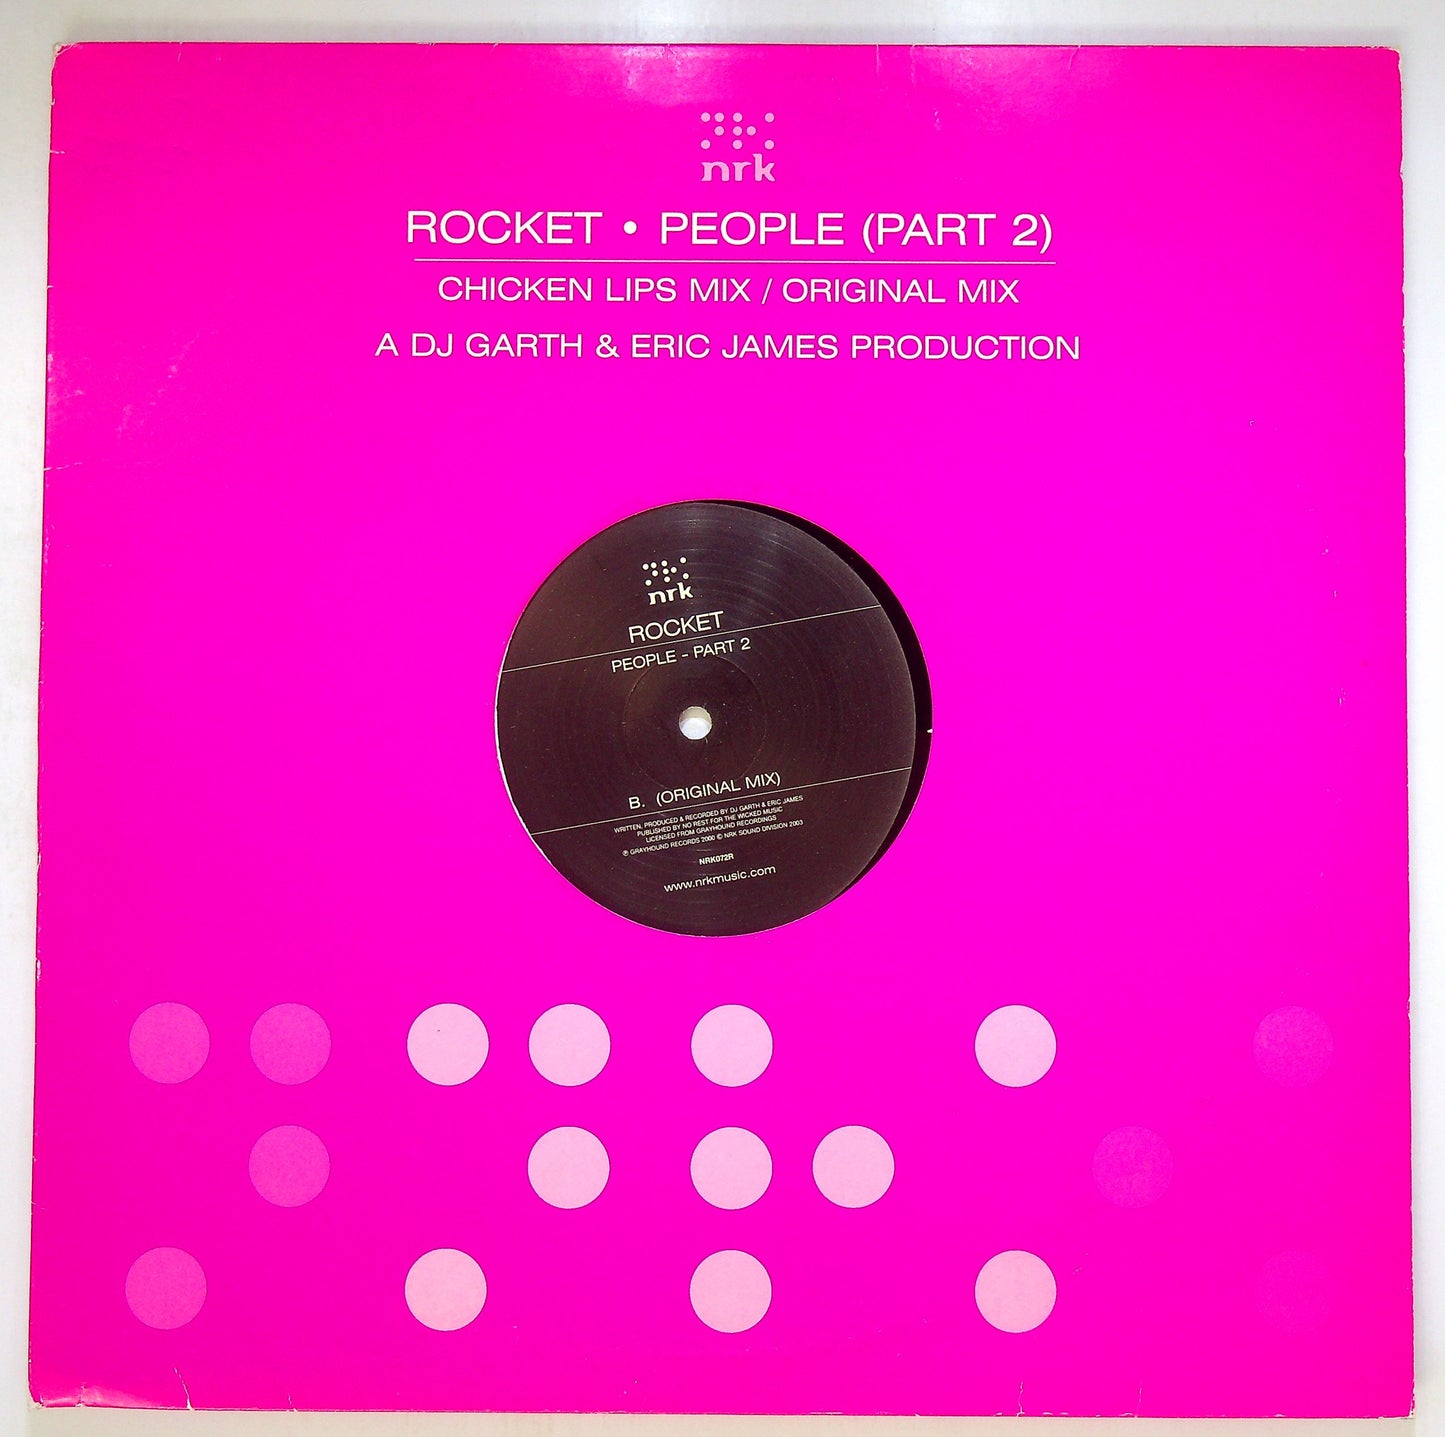 nrk
ROCKET • PEOPLE (PART 2)
CHICKEN LIPS MIX / ORIGINAL MIX
A DJ GARTH & ERIC JAMES PRODUCTION
nrk
ROCKET
PEOPLE - PART 2
B. (ORIGINAL MIX)
WRITTEN, PRODUCED & RECORDED BY DJ GARTH & ERIC JAMES
PUBLISHED BY NO REST FOR THE WICKED MUSIC
LICENSED FROM GRAYHOUND RECORDINGS
℗ GRAYHOUND RECORDS 2000 © NRK SOUND DIVISION 2003
NRK072R
www.nrkmusic.com